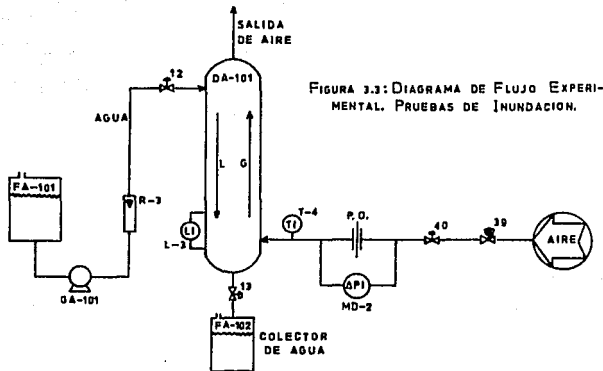 SALIDA
DE AIRE
12
DA-101
FIGURA 3.3: DIAGRAMA DE FLUJO EXPERI-
MENTAL. PRUEBAS DE INUNDACION.
AGUA
L G
FA-101
R-3
T-4
P.O.
40
39
LI
TI
AIRE
L-3
ΔPI
GA-101
13
MD-2
FA-102
COLECTOR
DE AGUA